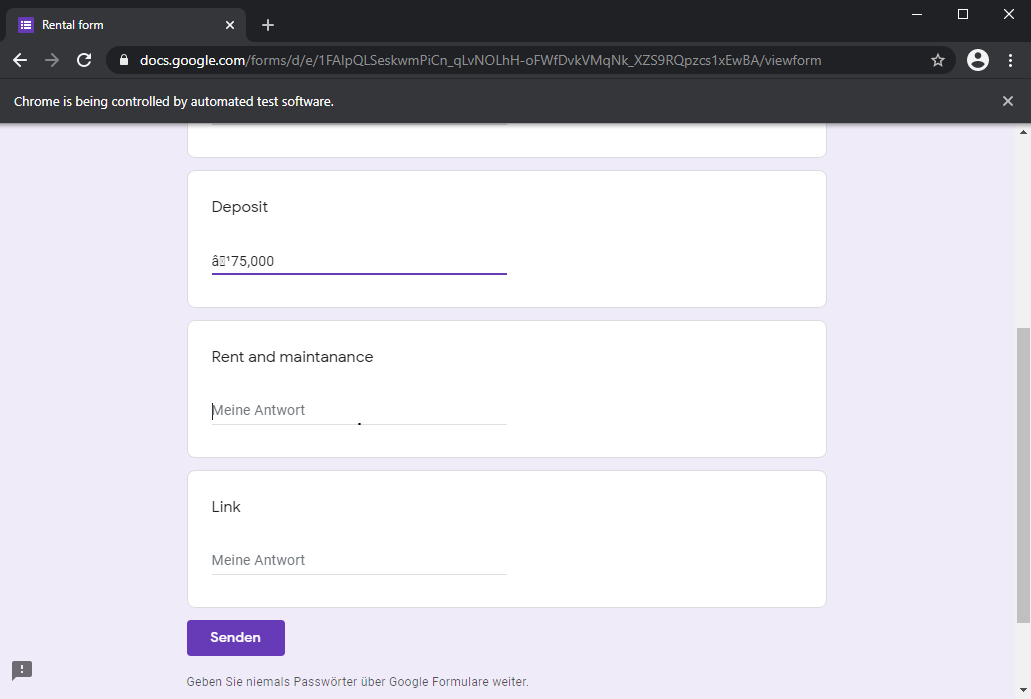 Rental form
docs.google.com/forms/d/e/1FAIpQLSeskwmPiCn_qLvNOLhH-oFWfDvkVMqNk_XZS9RQpzcs1xEwBA/viewform
Chrome is being controlled by automated test software.
Deposit
â▯¹75,000
Rent and maintanance
Meine Antwort
Link
Meine Antwort
Senden
Geben Sie niemals Passwörter über Google Formulare weiter.